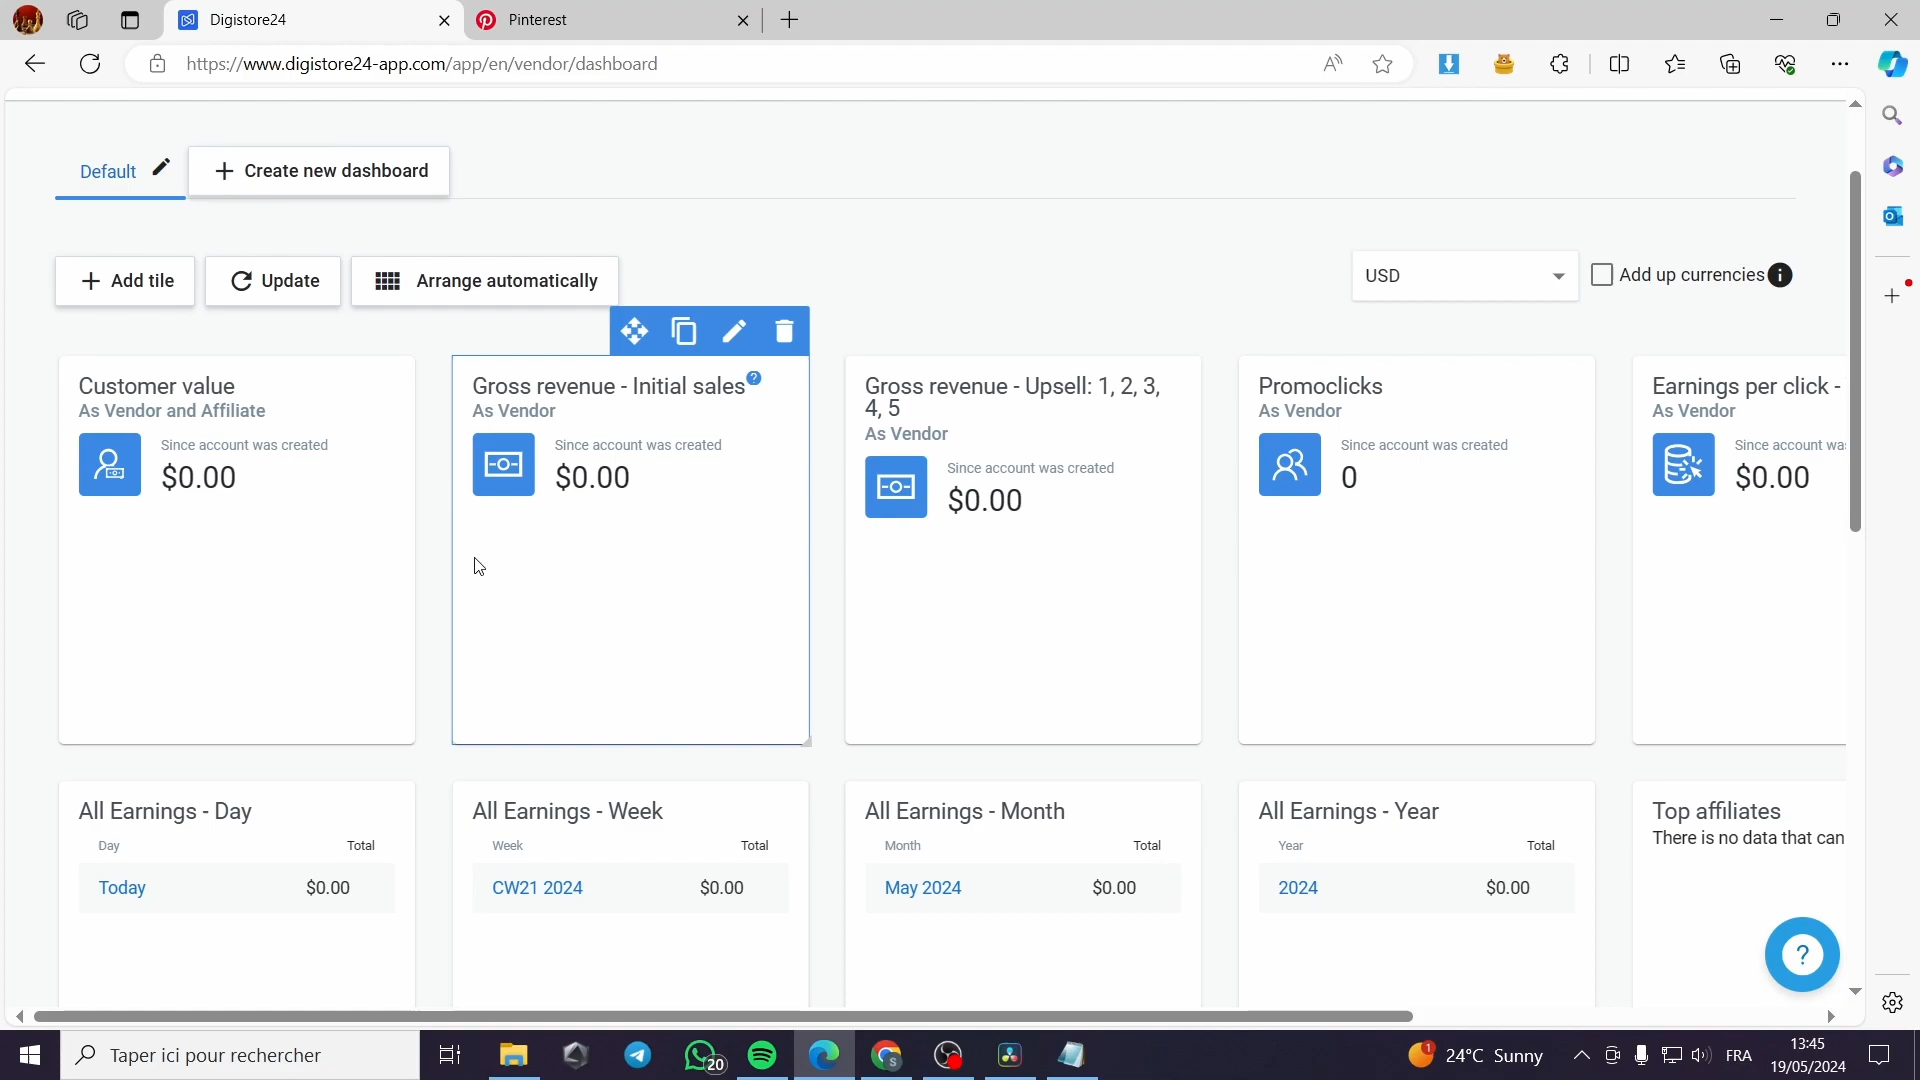 Digistore24
Pinterest
https://www.digistore24-app.com/app/en/vendor/dashboard
Default
Create new dashboard
Add tile
Update
Arrange automatically
USD
Add up currencies
Customer value
As Vendor and Affiliate
Since account was created
$0.00
Gross revenue - Initial sales
As Vendor
Since account was created
$0.00
Gross revenue - Upsell: 1, 2, 3,
4, 5
As Vendor
Since account was created
$0.00
Promoclicks
As Vendor
Since account was created
0
Earnings per click -
As Vendor
Since account wa
$0.00
All Earnings - Day
Day Total
Today $0.00
All Earnings - Week
Week Total
CW21 2024 $0.00
All Earnings - Month
Month Total
May 2024 $0.00
All Earnings - Year
Year Total
2024 $0.00
Top affiliates
There is no data that can
?
Taper ici pour rechercher
20
1
24°C Sunny
FRA
13:45
19/05/2024